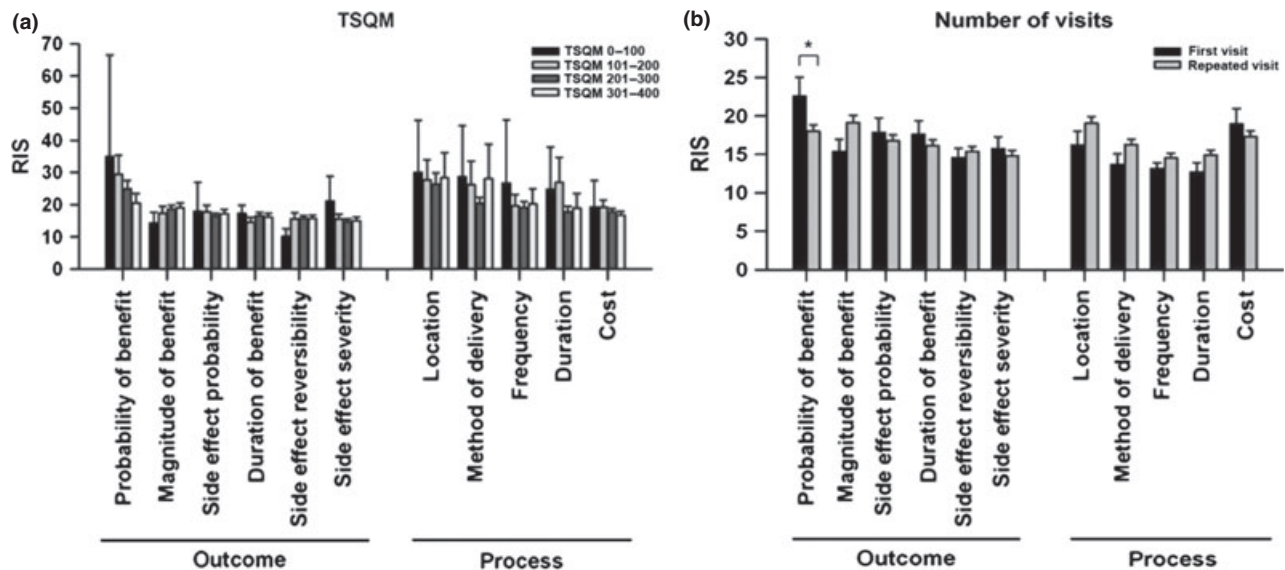 (a)
TSQM
TSQM 0–100
TSQM 101–200
TSQM 201–300
TSQM 301–400
RIS
70
60
50
40
30
20
10
0
Probability of benefit
Magnitude of benefit
Side effect probability
Duration of benefit
Side effect reversibility
Side effect severity
Location
Method of delivery
Frequency
Duration
Cost
Outcome
Process
(b)
Number of visits
First visit
Repeated visit
*
RIS
30
25
20
15
10
5
0
Probability of benefit
Magnitude of benefit
Side effect probability
Duration of benefit
Side effect reversibility
Side effect severity
Location
Method of delivery
Frequency
Duration
Cost
Outcome
Process